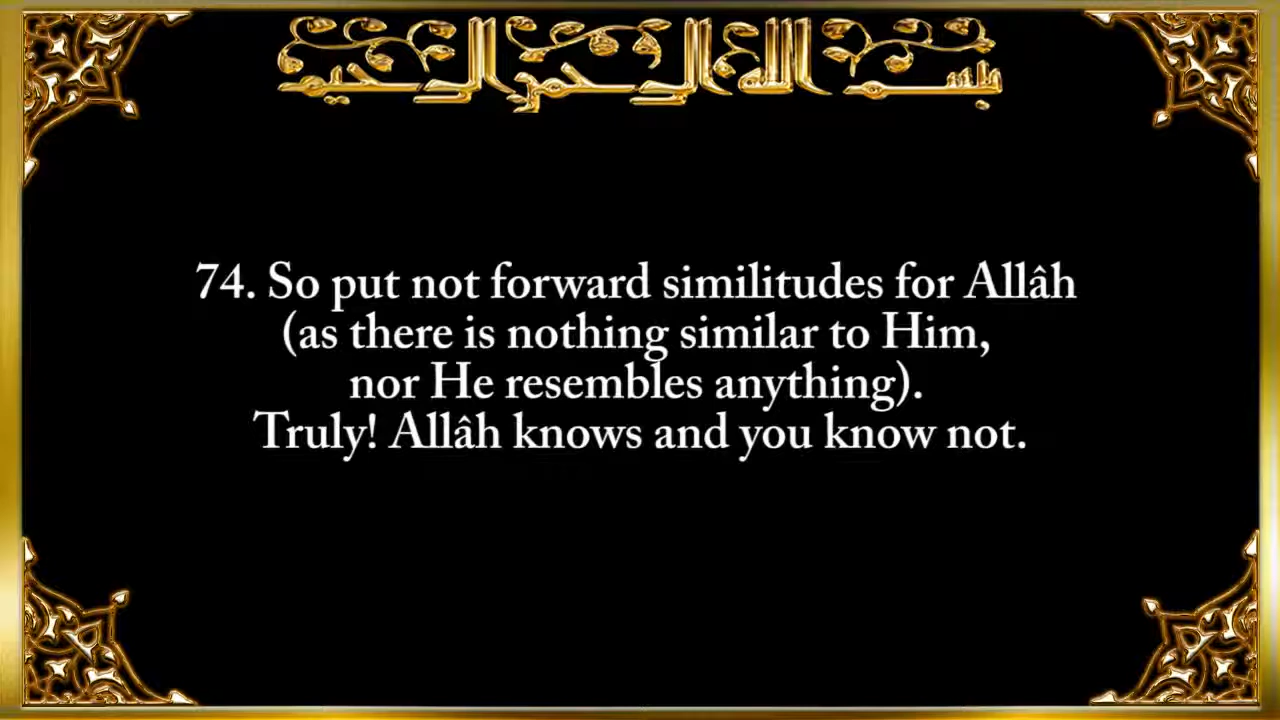 بسم الله الرحمن الرحيم
74. So put not forward similitudes for Allâh
(as there is nothing similar to Him,
nor He resembles anything).
Truly! Allâh knows and you know not.